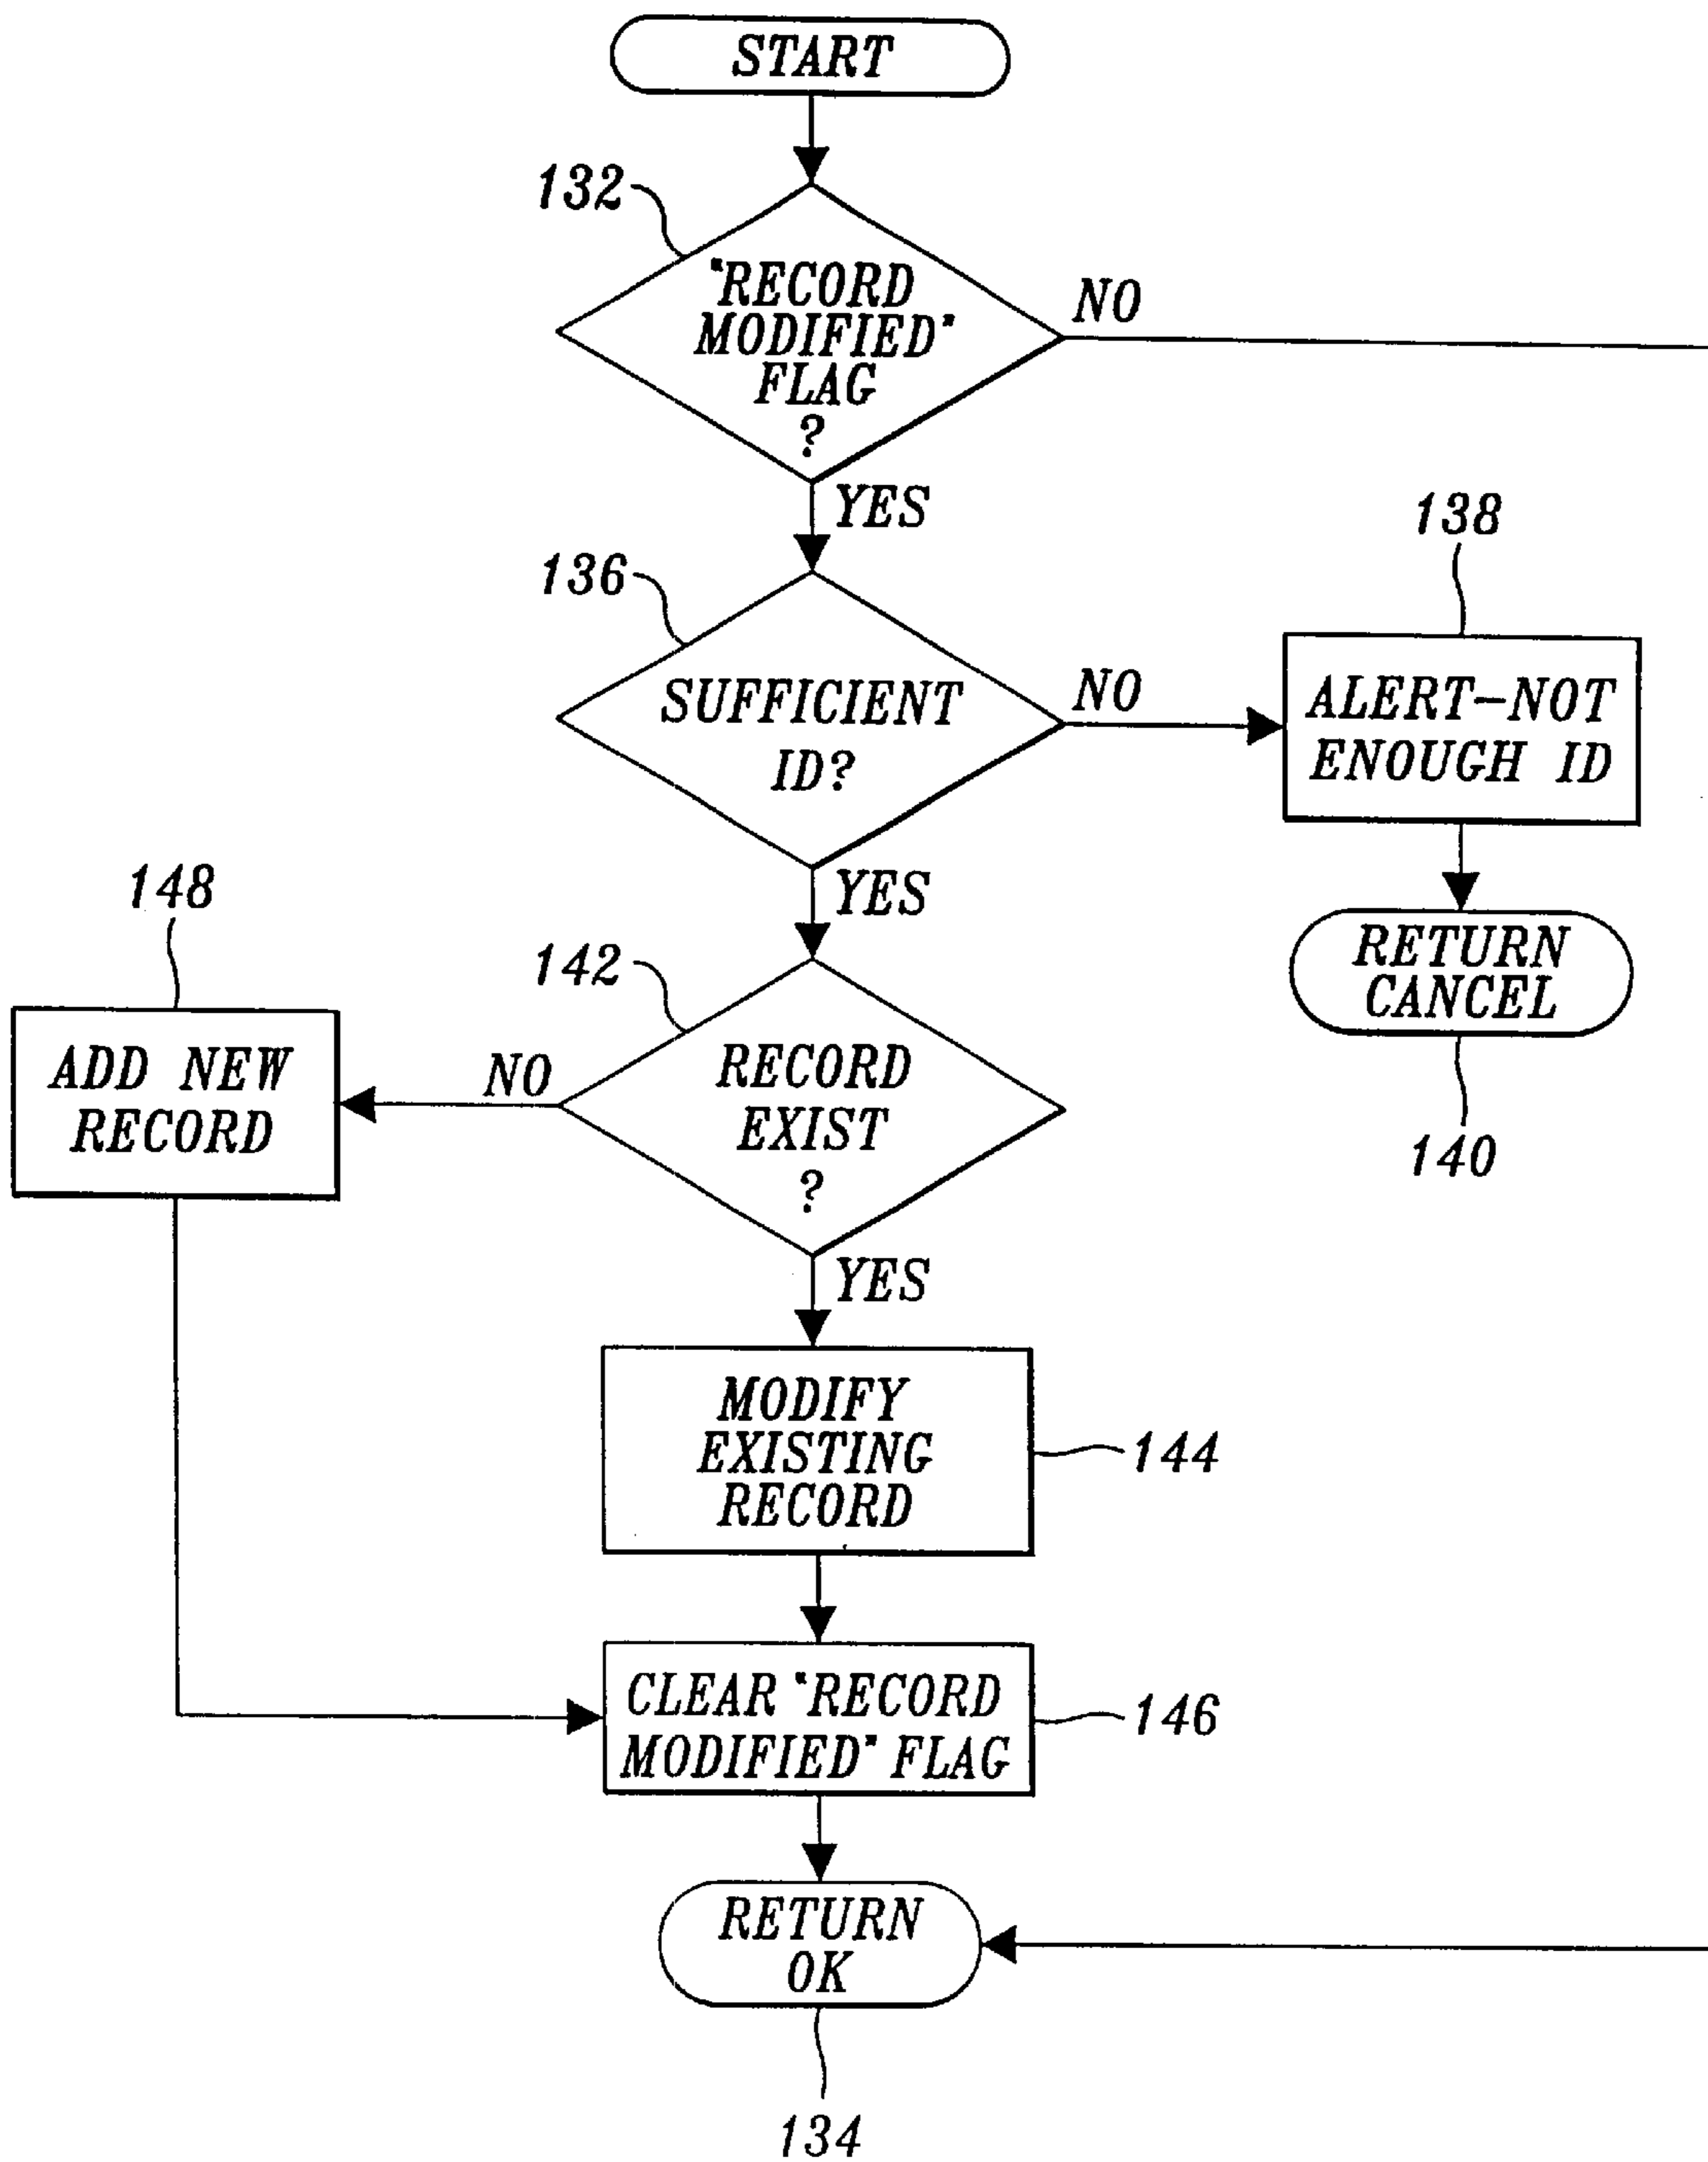 START
132
"RECORD
MODIFIED"
FLAG
?
NO
YES
136
SUFFICIENT
ID?
NO
138
ALERT-NOT
ENOUGH ID
RETURN
CANCEL
140
YES
142
RECORD
EXIST
?
NO
148
ADD NEW
RECORD
YES
MODIFY
EXISTING
RECORD
144
CLEAR "RECORD
MODIFIED" FLAG
146
RETURN
OK
134